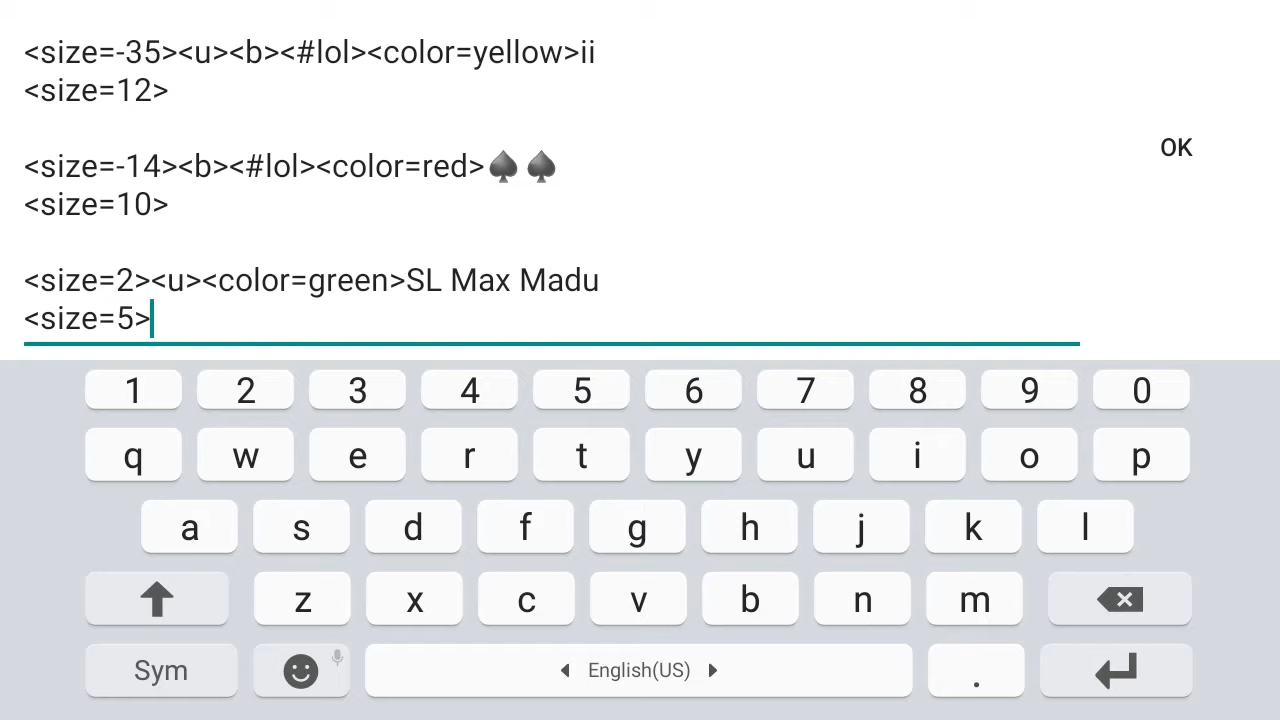 <size=-35><u><b><#lol><color=yellow>ii
<size=12>
<size=-14><b><#lol><color=red>♠♠
<size=10>
<size=2><u><color=green>SL Max Madu
<size=5>
OK
1 2 3 4 5 6 7 8 9 0
q w e r t y u i o p
a s d f g h j k l
z x c v b n m
Sym English(US) .